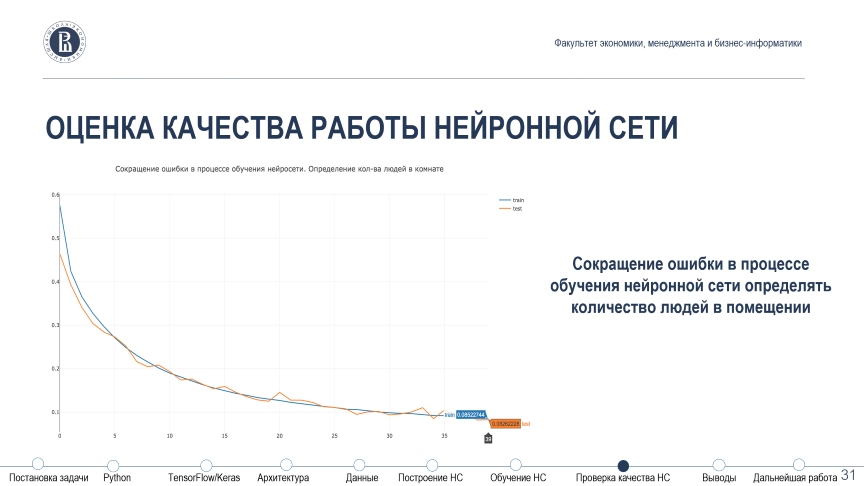 Факультет экономики, менеджмента и бизнес-информатики
ОЦЕНКА КАЧЕСТВА РАБОТЫ НЕЙРОННОЙ СЕТИ
Сокращение ошибки в процессе обучения нейросети. Определение кол-ва людей в комнате
train
test
0.6
0.5
0.4
0.3
0.2
0.1
0
5
10
15
20
25
30
35
train 0.08522744
test
39
Сокращение ошибки в процессе
обучения нейронной сети определять
количество людей в помещении
Постановка задачи
Python
TensorFlow/Keras
Архитектура
Данные
Построение НС
Обучение НС
Проверка качества НС
Выводы
Дальнейшая работа
31